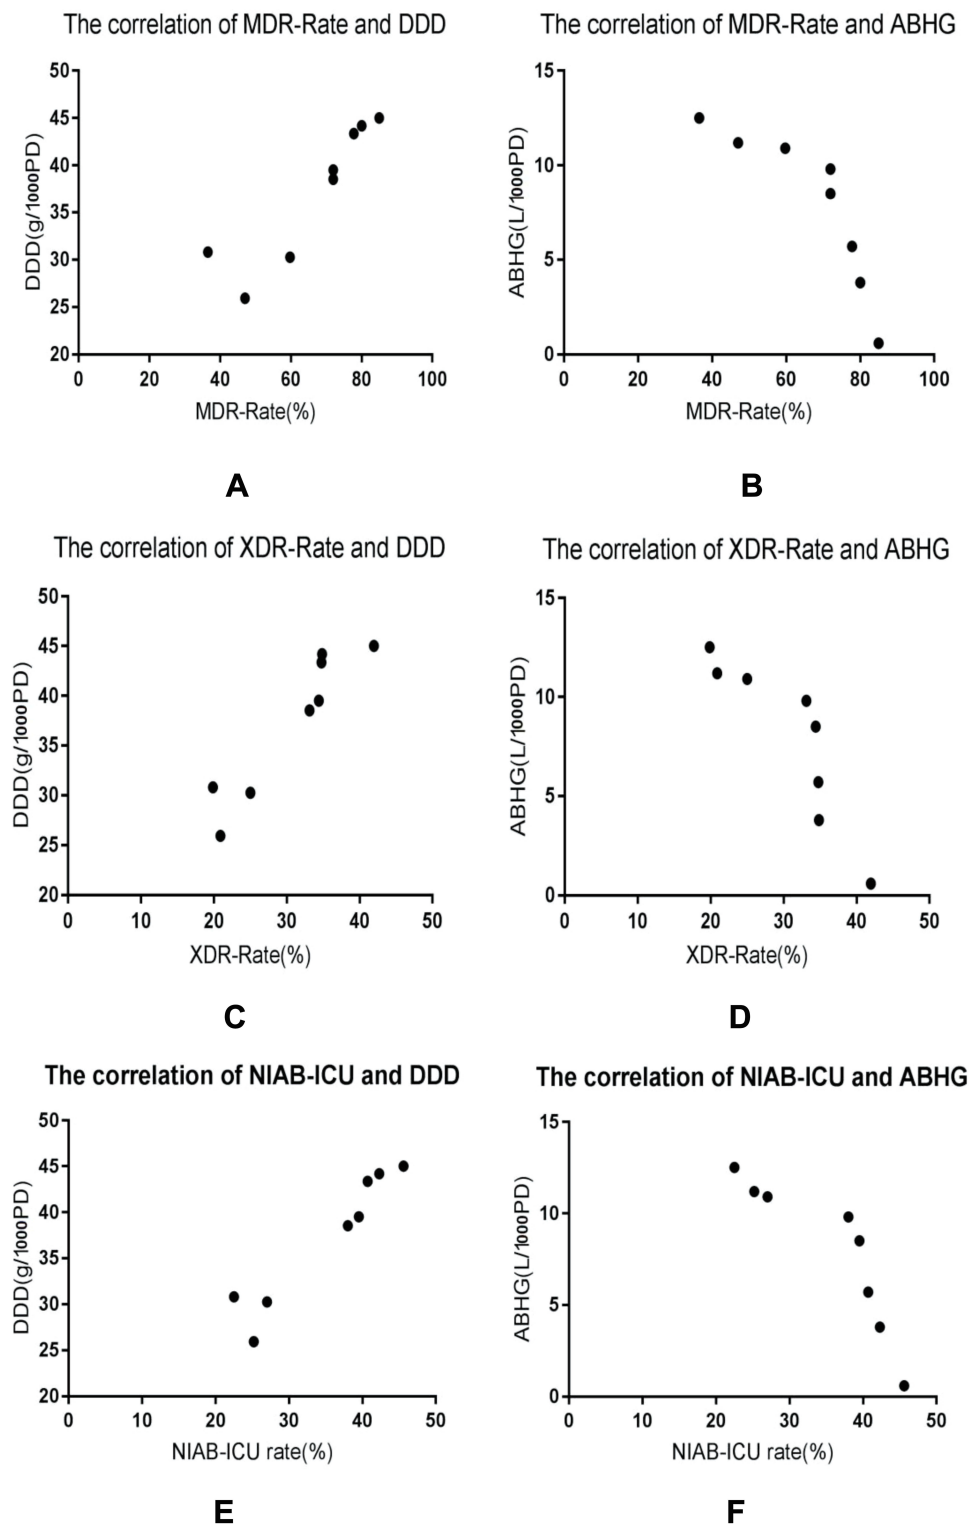 The correlation of MDR-Rate and DDD
50
45
40
35
30
25
20
DDD(g/1000PD)
0 20 40 60 80 100
MDR-Rate(%)
A
The correlation of MDR-Rate and ABHG
15
10
5
0
ABHG(L/1000PD)
0 20 40 60 80 100
MDR-Rate(%)
B
The correlation of XDR-Rate and DDD
50
45
40
35
30
25
20
DDD(g/1000PD)
0 10 20 30 40 50
XDR-Rate(%)
C
The correlation of XDR-Rate and ABHG
15
10
5
0
ABHG(L/1000PD)
0 10 20 30 40 50
XDR-Rate(%)
D
The correlation of NIAB-ICU and DDD
50
45
40
35
30
25
20
DDD(g/1000PD)
0 10 20 30 40 50
NIAB-ICU rate(%)
E
The correlation of NIAB-ICU and ABHG
15
10
5
0
ABHG(L/1000PD)
0 10 20 30 40 50
NIAB-ICU rate(%)
F